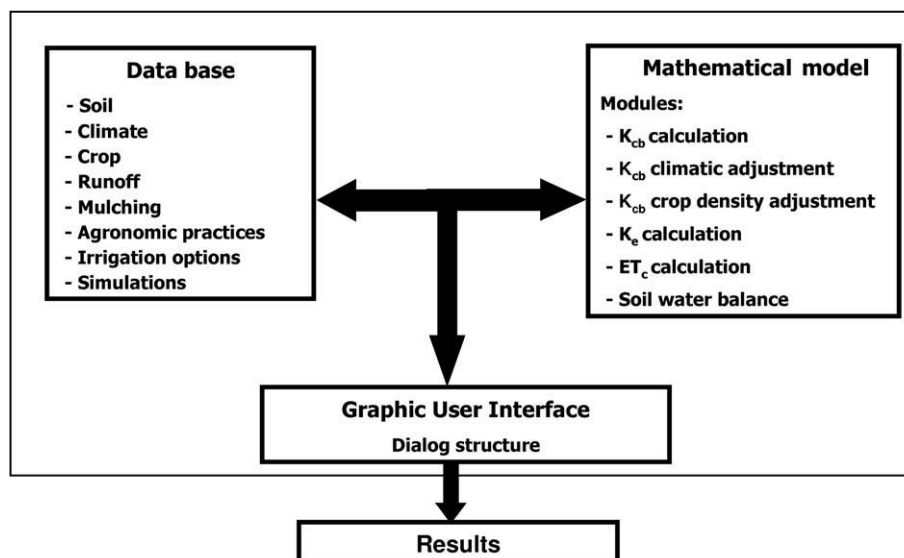 Data base
- Soil
- Climate
- Crop
- Runoff
- Mulching
- Agronomic practices
- Irrigation options
- Simulations
Mathematical model
Modules:
- Kcb calculation
- Kcb climatic adjustment
- Kcb crop density adjustment
- Ke calculation
- ETc calculation
- Soil water balance
Graphic User Interface
Dialog structure
Results